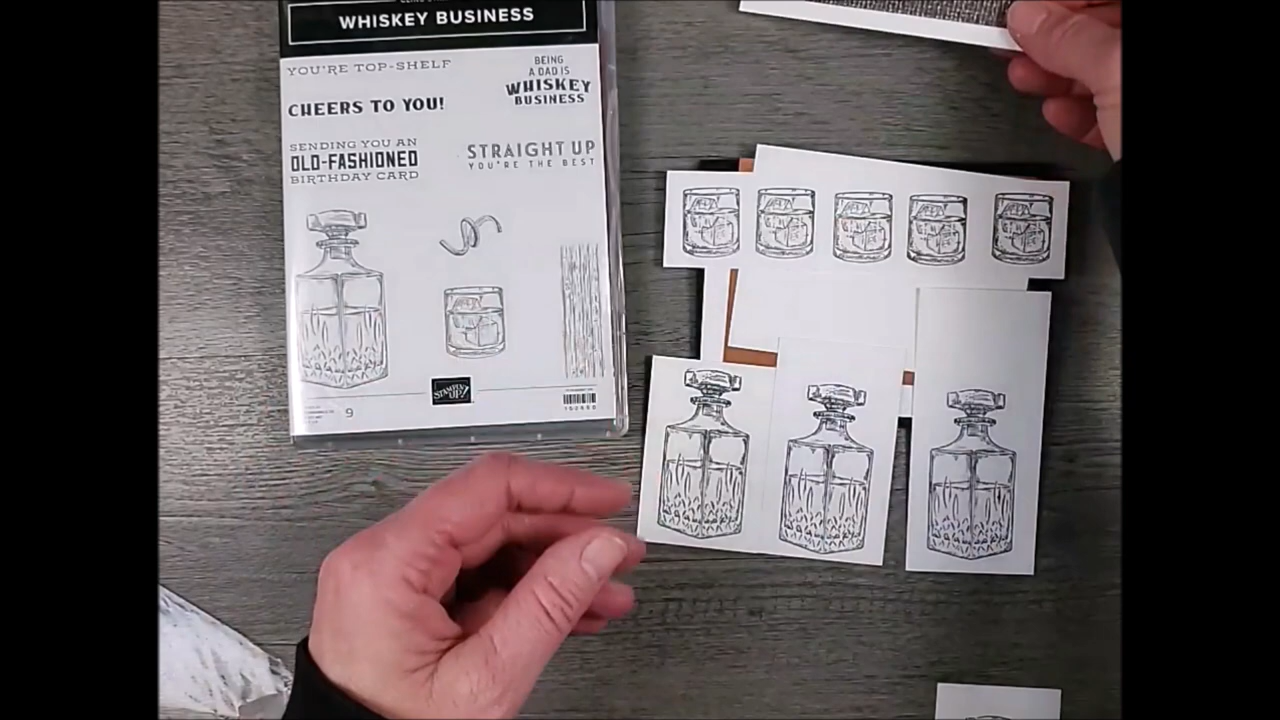 WHISKEY BUSINESS
YOU'RE TOP-SHELF
BEING
A DAD IS
WHISKEY
BUSINESS
CHEERS TO YOU!
SENDING YOU AN
OLD-FASHIONED
BIRTHDAY CARD
STRAIGHT UP
YOU'RE THE BEST
STAMPIN'
UP!
9